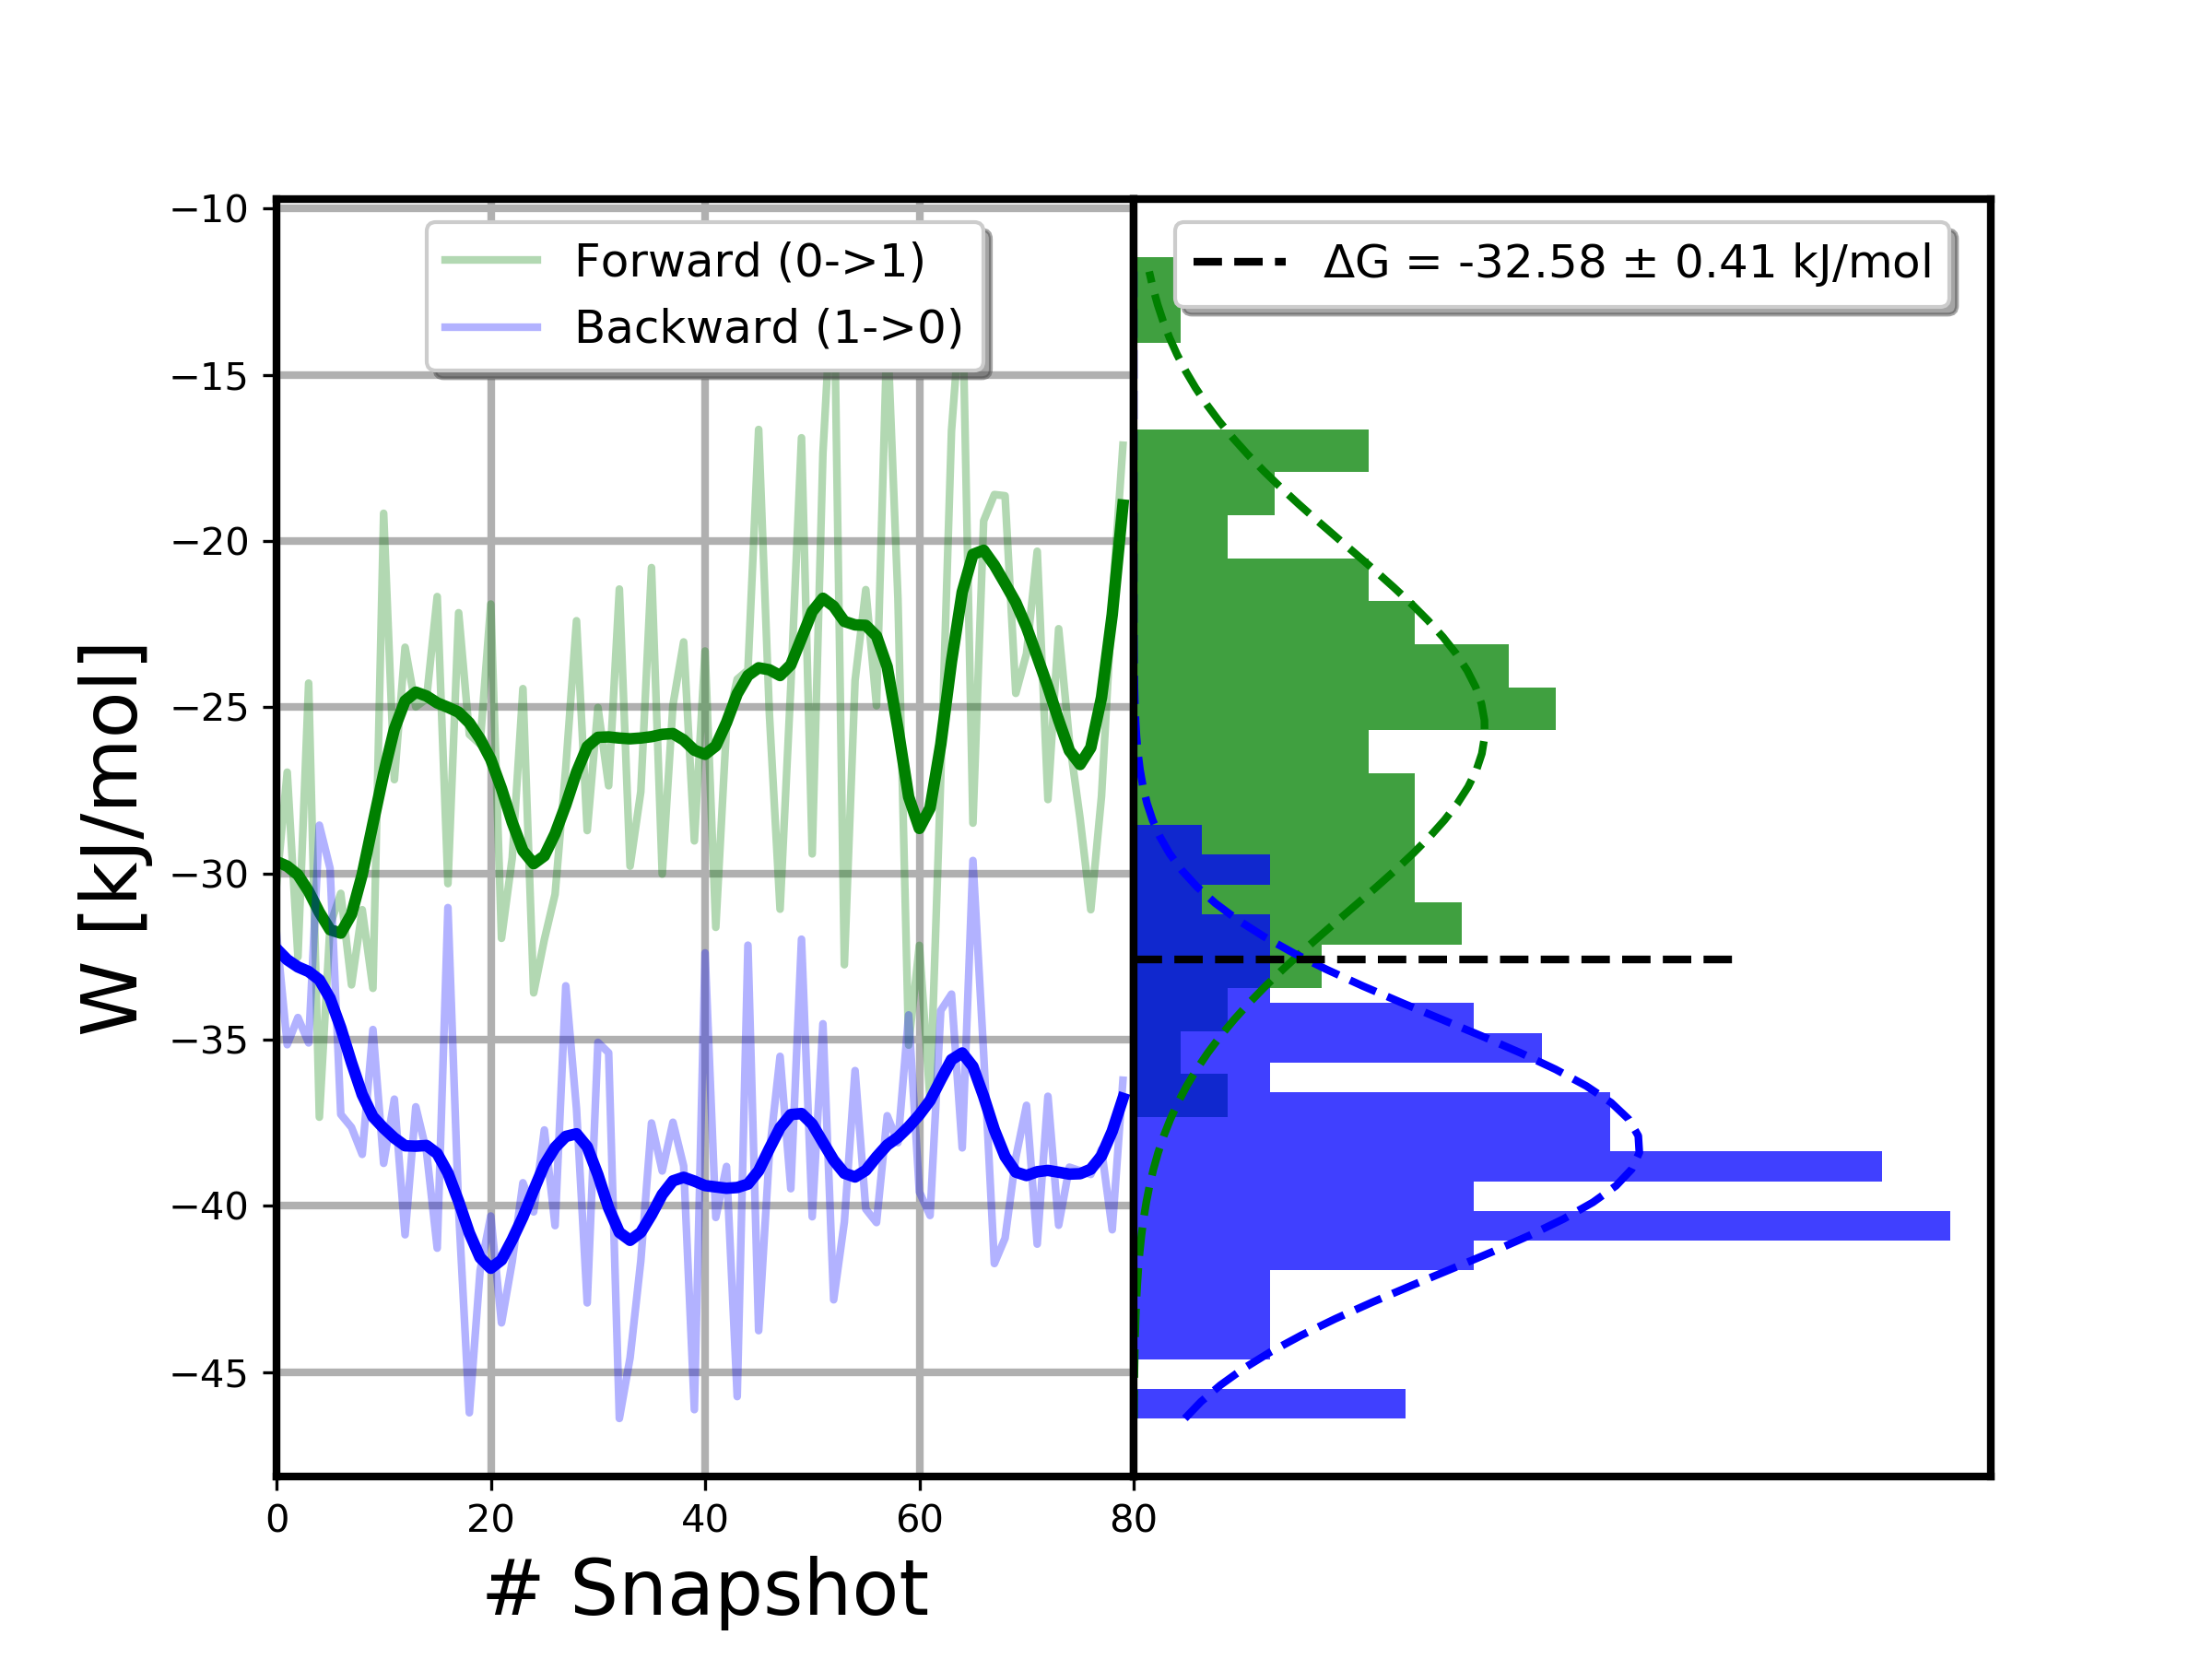 −10
−15
−20
−25
−30
−35
−40
−45
W [kJ/mol]
Forward (0->1)
Backward (1->0)
ΔG = -32.58 ± 0.41 kJ/mol
0 20 40 60 80
# Snapshot